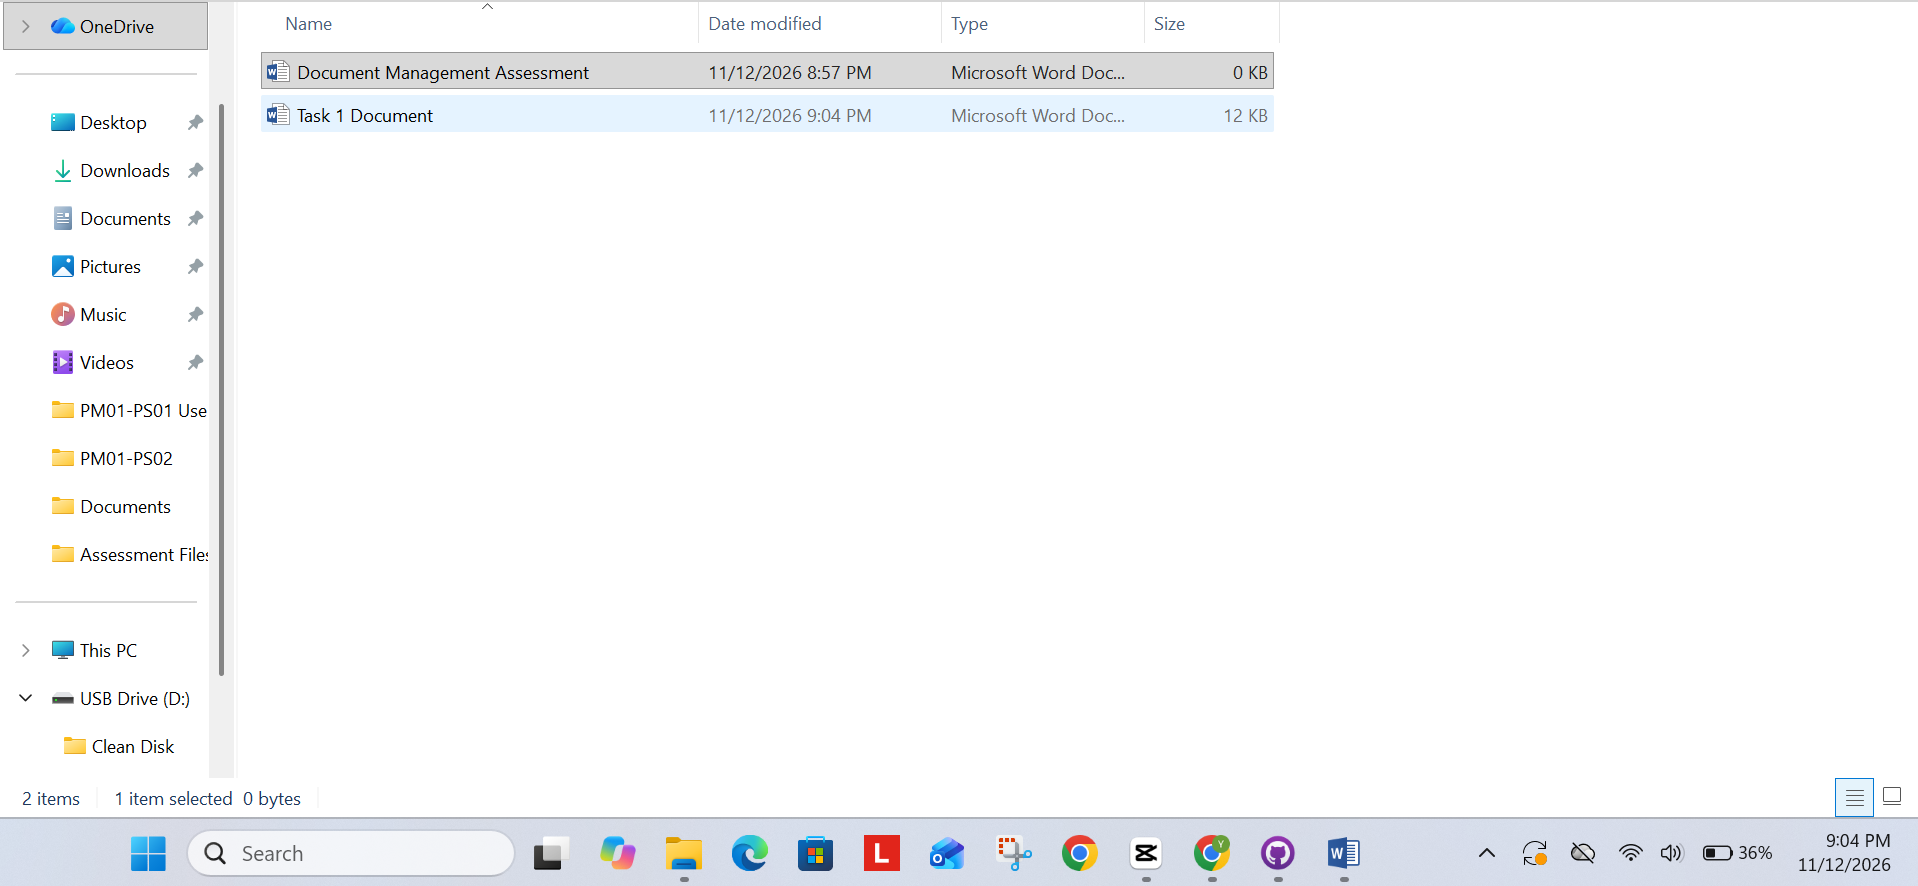 OneDrive
Name Date modified Type Size
Document Management Assessment 11/12/2026 8:57 PM Microsoft Word Doc... 0 KB
Task 1 Document 11/12/2026 9:04 PM Microsoft Word Doc... 12 KB
Desktop
Downloads
Documents
Pictures
Music
Videos
PM01-PS01 Use
PM01-PS02
Documents
Assessment Files
This PC
USB Drive (D:)
Clean Disk
2 items 1 item selected 0 bytes
Search
L
Y
36%
9:04 PM
11/12/2026